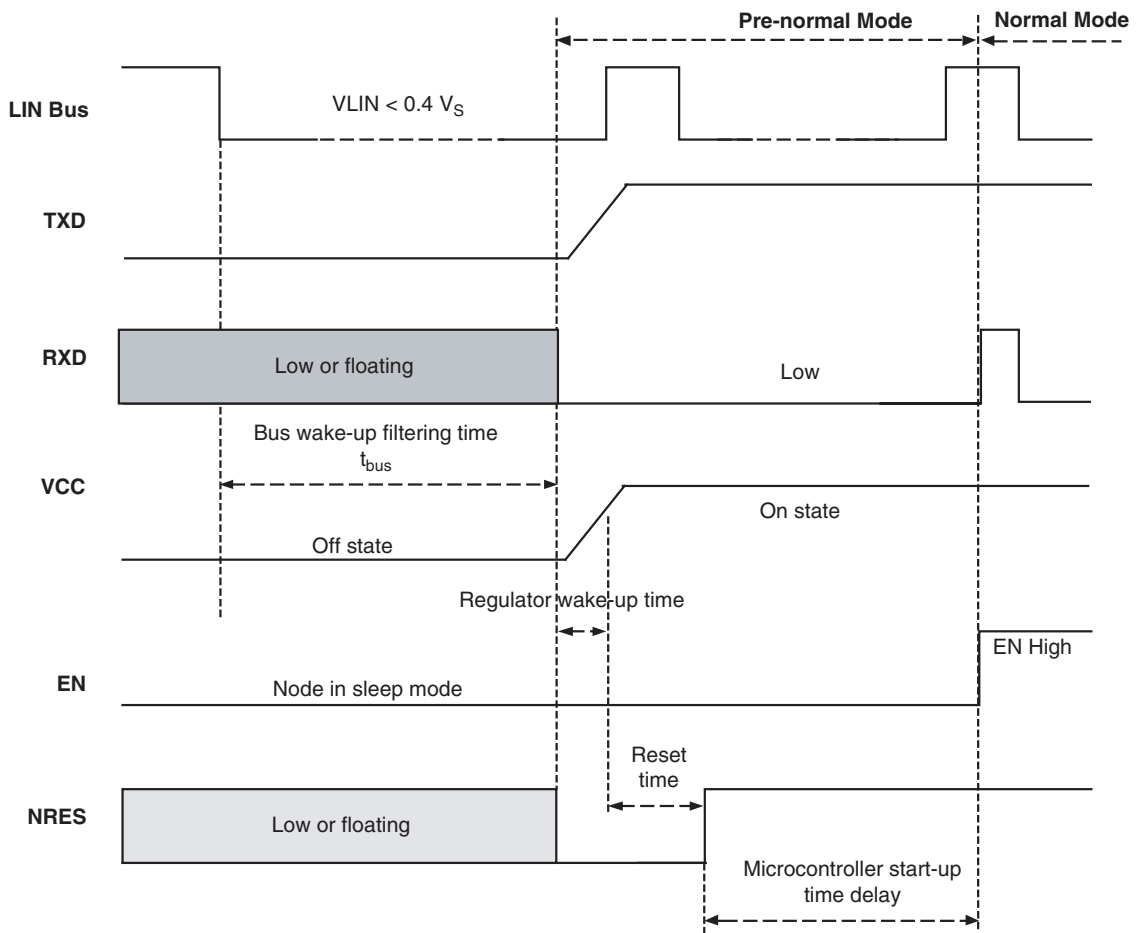 Pre-normal Mode
Normal Mode
LIN Bus
VLIN < 0.4 VS
TXD
RXD
Low or floating
Low
Bus wake-up filtering time
tbus
VCC
On state
Off state
Regulator wake-up time
EN High
EN
Node in sleep mode
Reset
time
NRES
Low or floating
Microcontroller start-up
time delay